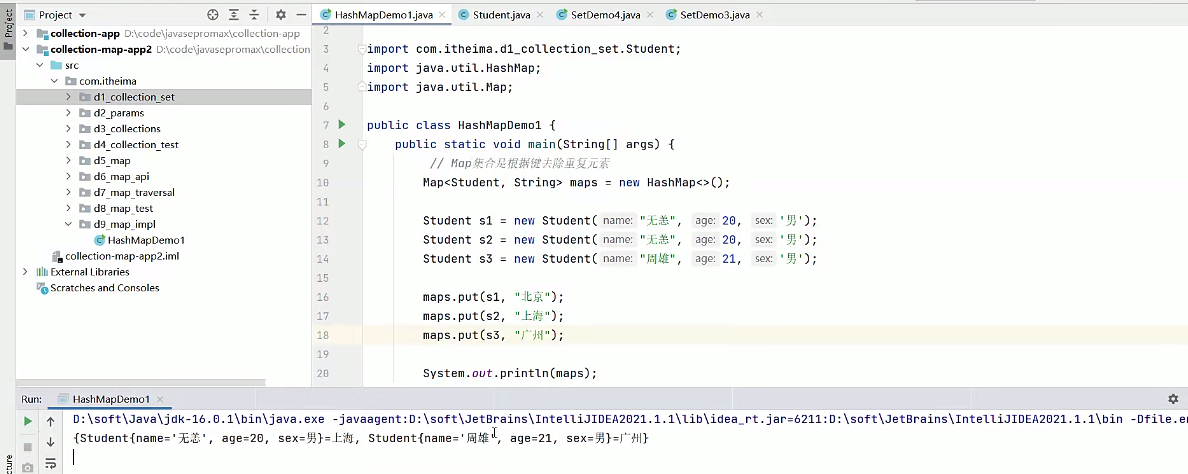 Project
Project
HashMapDemo1.java
Student.java
SetDemo4.java
SetDemo3.java
collection-app D:\code\javasepromax\collection-app
collection-map-app2 D:\code\javasepromax\collection
src
com.itheima
d1_collection_set
d2_params
d3_collections
d4_collection_test
d5_map
d6_map_api
d7_map_traversal
d8_map_test
d9_map_impl
HashMapDemo1
collection-map-app2.iml
External Libraries
Scratches and Consoles
2
3 import com.itheima.d1_collection_set.Student;
4 import java.util.HashMap;
5 import java.util.Map;
6
7 public class HashMapDemo1 {
8 public static void main(String[] args) {
9 // Map集合是根据键去除重复元素
10 Map<Student, String> maps = new HashMap<>();
11
12 Student s1 = new Student( name: "无恙", age: 20, sex: '男');
13 Student s2 = new Student( name: "无恙", age: 20, sex: '男');
14 Student s3 = new Student( name: "周雄", age: 21, sex: '男');
15
16 maps.put(s1, "北京");
17 maps.put(s2, "上海");
18 maps.put(s3, "广州");
19
20 System.out.println(maps);
Run: HashMapDemo1
D:\soft\Java\jdk-16.0.1\bin\java.exe -javaagent:D:\soft\JetBrains\IntelliJIDEA2021.1.1\lib\idea_rt.jar=6211:D:\soft\JetBrains\IntelliJIDEA2021.1.1\bin -Dfile.en
{Student{name='无恙', age=20, sex=男}=上海, Student{name='周雄', age=21, sex=男}=广州}